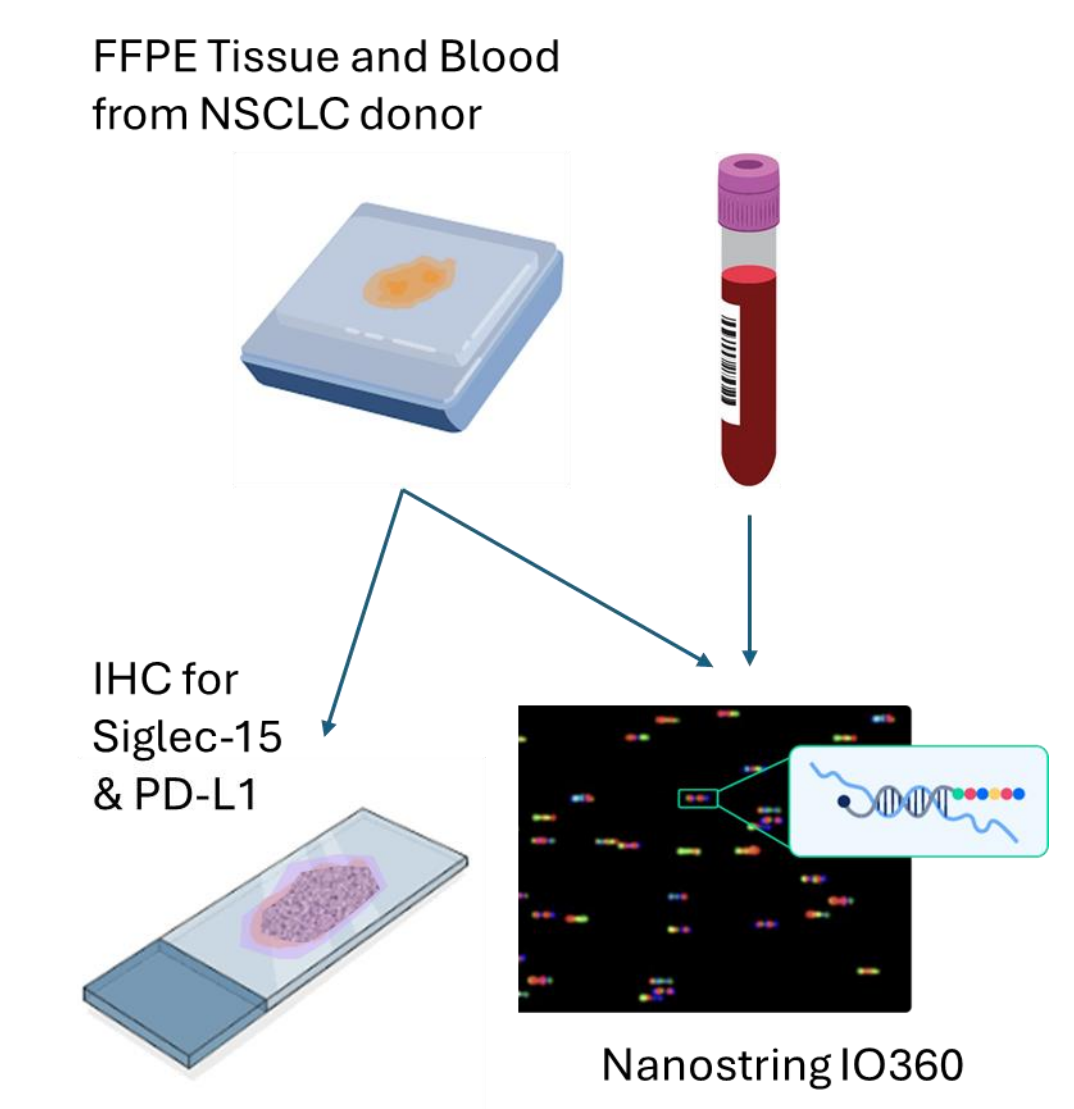 FFPE Tissue and Blood
from NSCLC donor
IHC for
Siglec-15
& PD-L1
Nanostring IO360